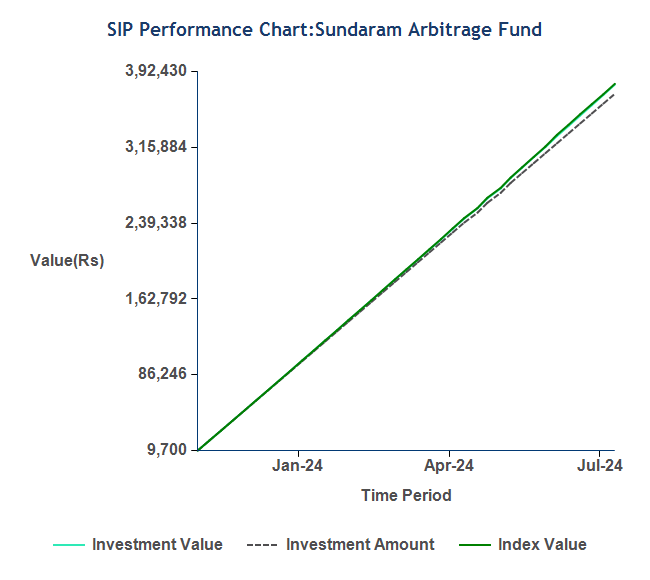 SIP Performance Chart:Sundaram Arbitrage Fund
3,92,430
3,15,884
2,39,338
Value(Rs)
1,62,792
86,246
9,700
Jan-24 Apr-24 Jul-24
Time Period
Investment Value Investment Amount Index Value